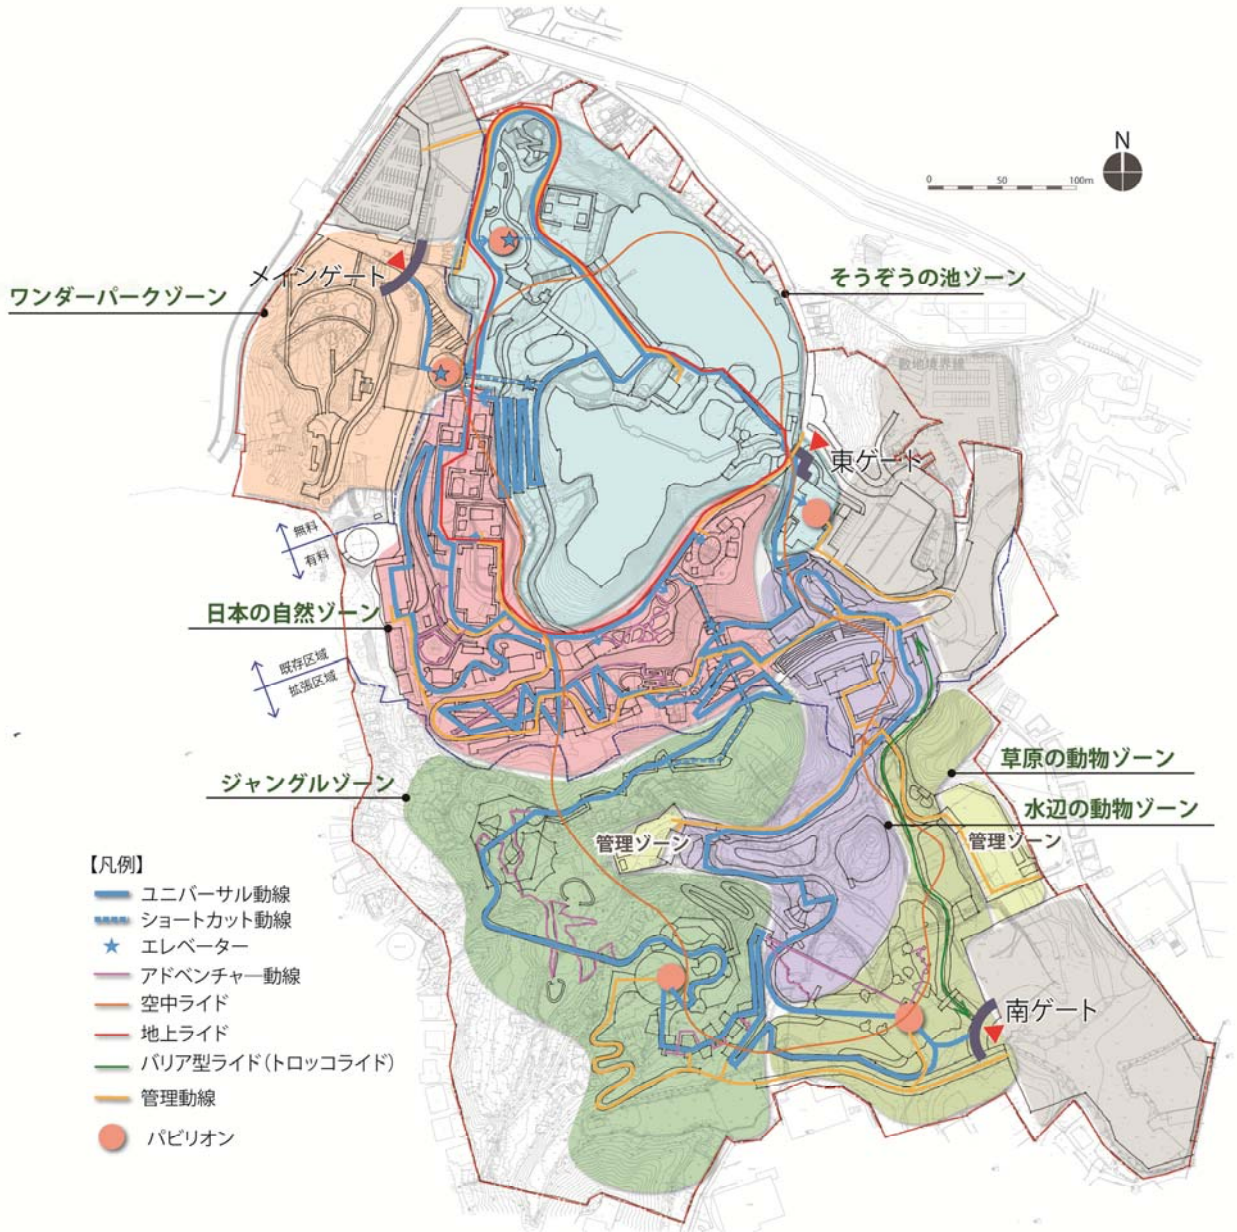 N
0 50 100m
メインゲート
ワンダーパークゾーン
そうぞうの池ゾーン
敷地境界線
東ゲート
無料
有料
日本の自然ゾーン
既存区域
拡張区域
ジャングルゾーン
草原の動物ゾーン
水辺の動物ゾーン
管理ゾーン
管理ゾーン
南ゲート
【凡例】
ユニバーサル動線
ショートカット動線
エレベーター
アドベンチャー動線
空中ライド
地上ライド
バリア型ライド(トロッコライド)
管理動線
パビリオン